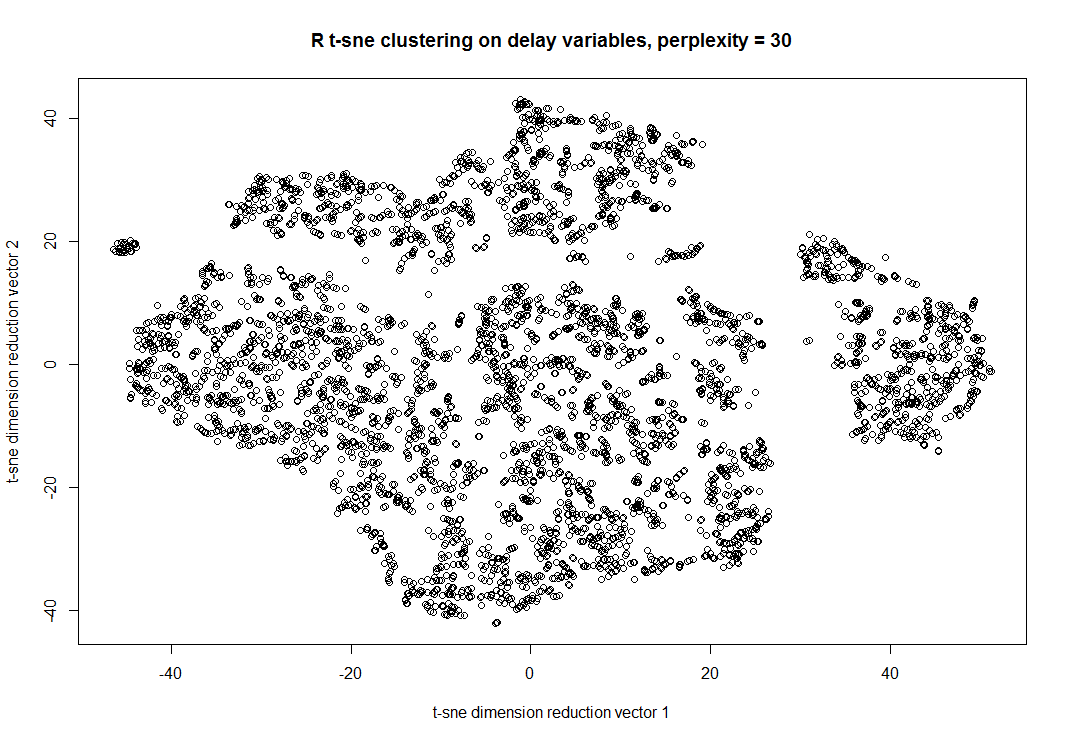 R t-sne clustering on delay variables, perplexity = 30
t-sne dimension reduction vector 2
40
20
0
-20
-40
-40 -20 0 20 40
t-sne dimension reduction vector 1